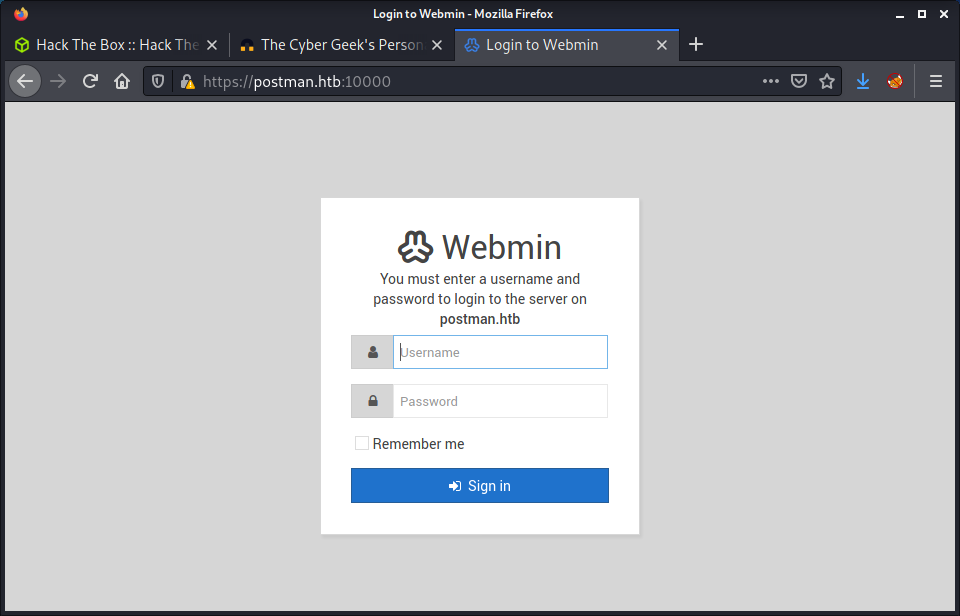 Login to Webmin - Mozilla Firefox
Hack The Box :: Hack The
The Cyber Geek's Person
Login to Webmin
https://postman.htb:10000
Webmin
You must enter a username and
password to login to the server on
postman.htb
Username
Password
Remember me
Sign in